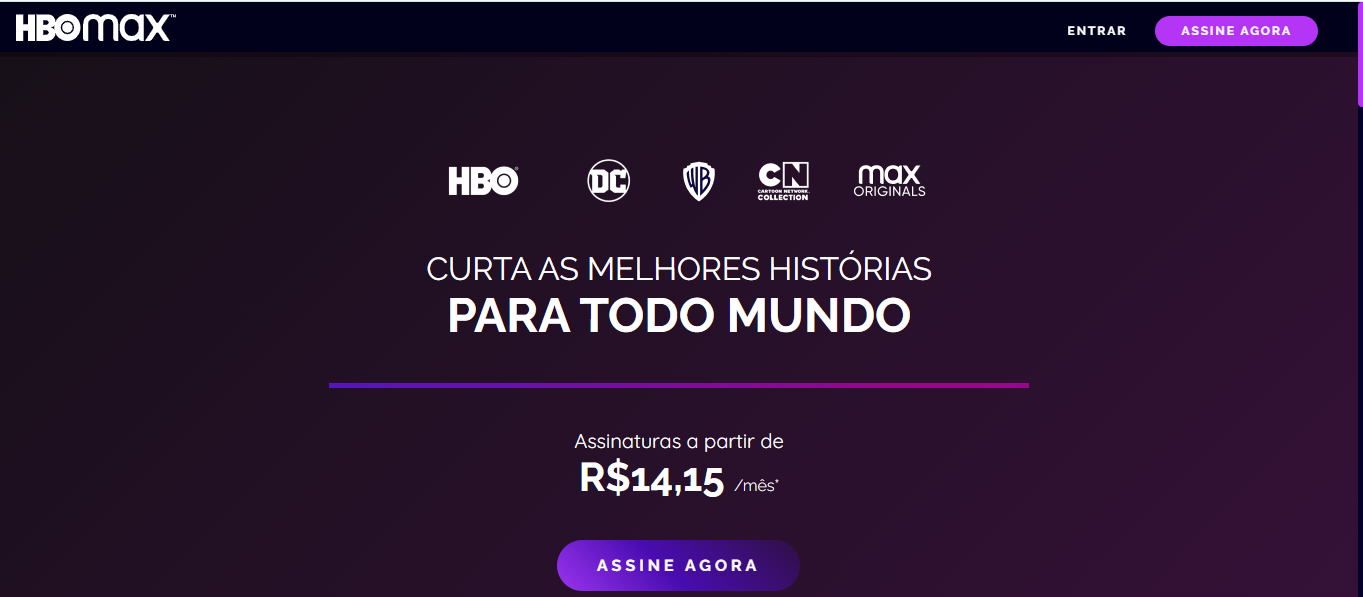 HBOmax™
ENTRAR
ASSINE AGORA
HBO
DC
WB
CN
CARTOON NETWORK
COLLECTION
max
ORIGINALS
CURTA AS MELHORES HISTÓRIAS
PARA TODO MUNDO
Assinaturas a partir de
R$14,15 /mês*
ASSINE AGORA